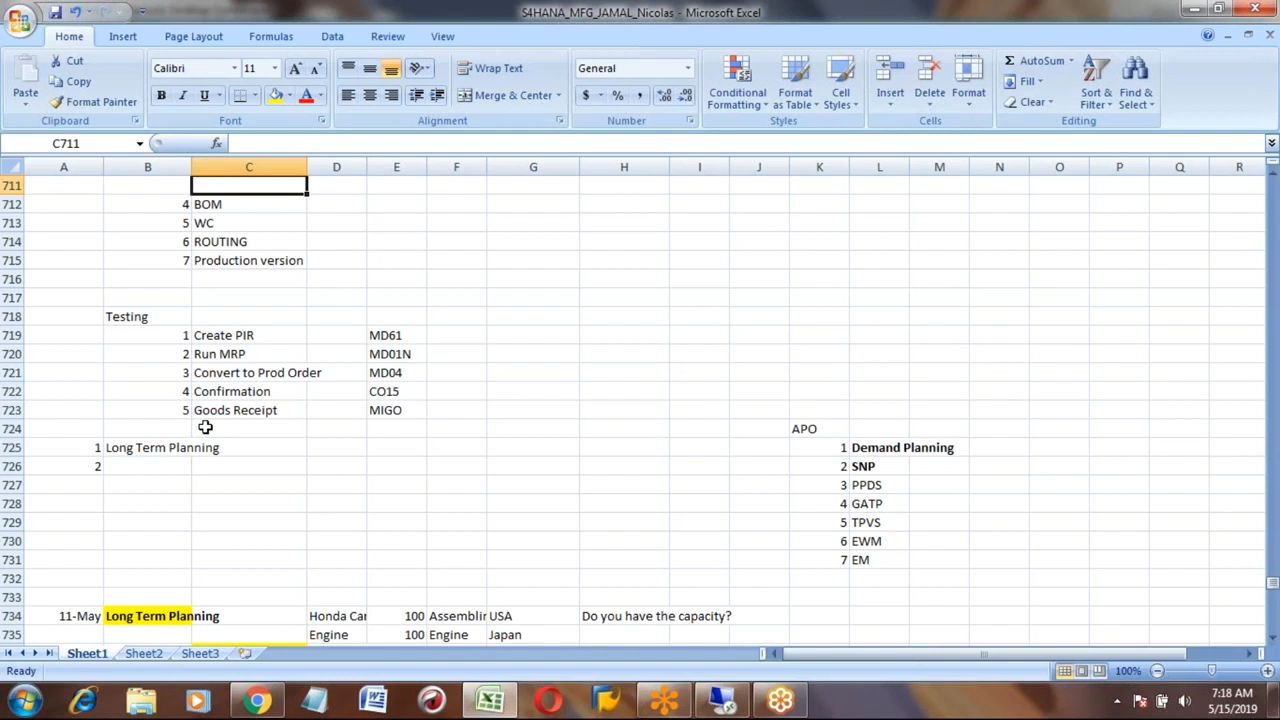 S4HANA_MFG_JAMAL_Nicolas - Microsoft Excel
Home Insert Page Layout Formulas Data Review View
Paste
Cut
Copy
Format Painter
Clipboard
Calibri 11
B I U
Font
Wrap Text
Merge & Center
Alignment
General
$ % ,
Number
Conditional Formatting
Format as Table
Cell Styles
Styles
Insert Delete Format
Cells
AutoSum
Fill
Clear
Sort & Filter
Find & Select
Editing
C711 fx
A B C D E F G H I J K L M N O P Q R
711
712 4 BOM
713 5 WC
714 6 ROUTING
715 7 Production version
716
717
718 Testing
719 1 Create PIR MD61
720 2 Run MRP MD01N
721 3 Convert to Prod Order MD04
722 4 Confirmation CO15
723 5 Goods Receipt MIGO
724 APO
725 1 Long Term Planning 1 Demand Planning
726 2 2 SNP
727 3 PPDS
728 4 GATP
729 5 TPVS
730 6 EWM
731 7 EM
732
733
734 11-May Long Term Planning Honda Car 100 Assemblin USA Do you have the capacity?
735 Engine 100 Engine Japan
Sheet1 Sheet2 Sheet3
Ready 100%
7:18 AM
5/15/2019